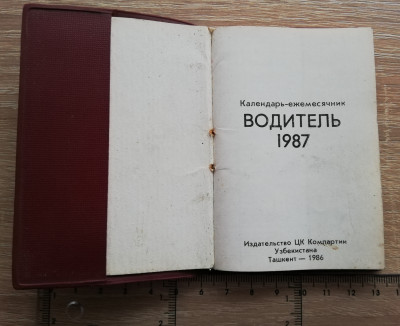 Календарь-ежемесячник
ВОДИТЕЛЬ
1987
Издательство ЦК Компартии
Узбекистана
Ташкент — 1986